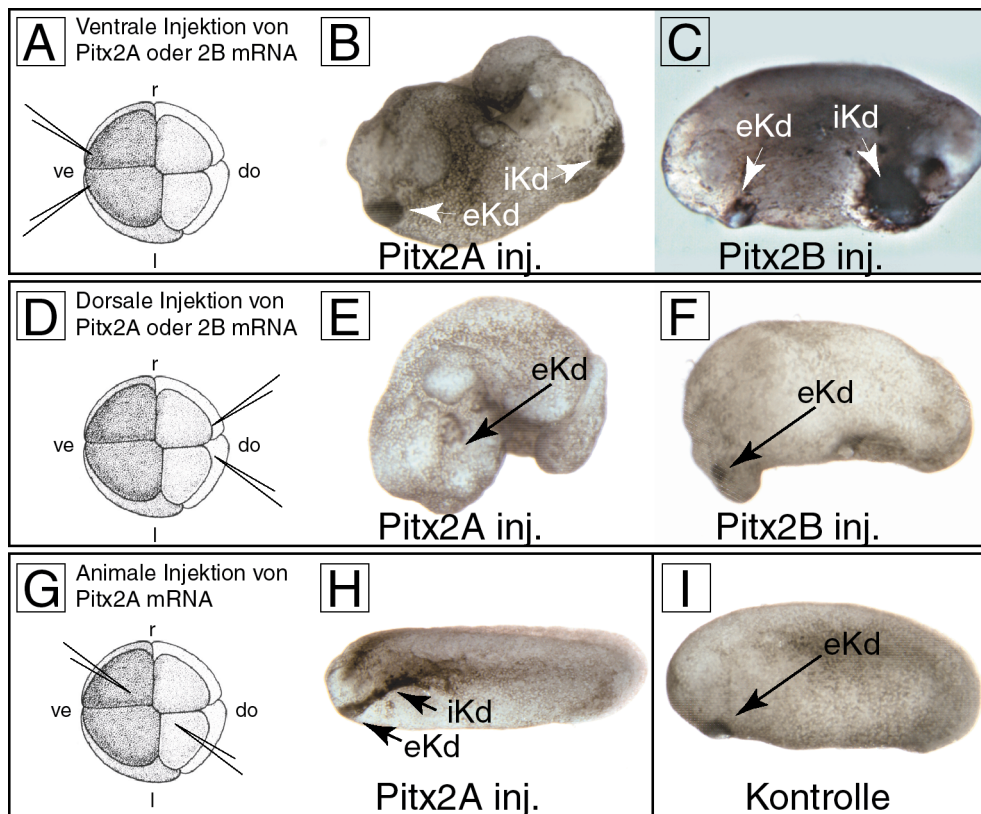 A
Ventrale Injektion von
Pitx2A oder 2B mRNA
r
ve
do
l
B
iKd
eKd
Pitx2A inj.
C
eKd
iKd
Pitx2B inj.
D
Dorsale Injektion von
Pitx2A oder 2B mRNA
r
ve
do
l
E
eKd
Pitx2A inj.
F
eKd
Pitx2B inj.
G
Animale Injektion von
Pitx2A mRNA
r
ve
do
l
H
iKd
eKd
Pitx2A inj.
I
eKd
Kontrolle